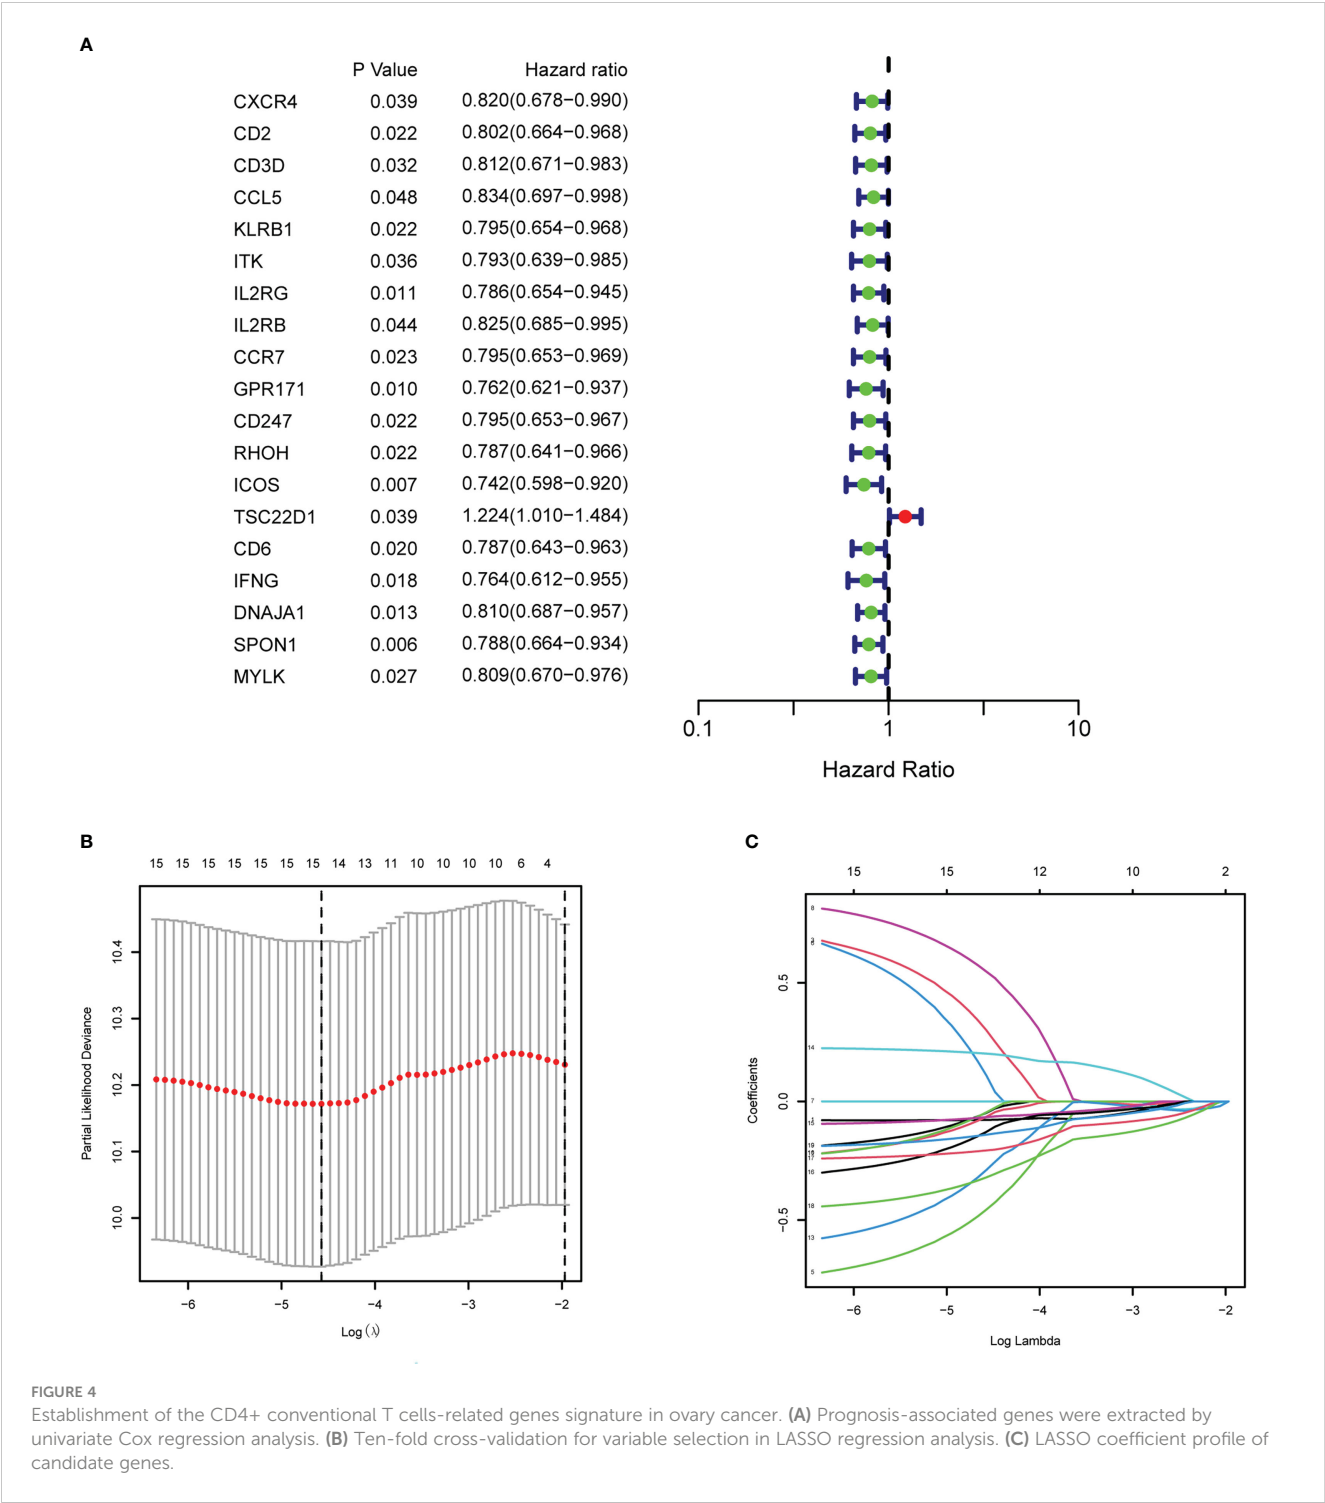 A
P Value Hazard ratio
CXCR4 0.039 0.820(0.678−0.990)
CD2 0.022 0.802(0.664−0.968)
CD3D 0.032 0.812(0.671−0.983)
CCL5 0.048 0.834(0.697−0.998)
KLRB1 0.022 0.795(0.654−0.968)
ITK 0.036 0.793(0.639−0.985)
IL2RG 0.011 0.786(0.654−0.945)
IL2RB 0.044 0.825(0.685−0.995)
CCR7 0.023 0.795(0.653−0.969)
GPR171 0.010 0.762(0.621−0.937)
CD247 0.022 0.795(0.653−0.967)
RHOH 0.022 0.787(0.641−0.966)
ICOS 0.007 0.742(0.598−0.920)
TSC22D1 0.039 1.224(1.010−1.484)
CD6 0.020 0.787(0.643−0.963)
IFNG 0.018 0.764(0.612−0.955)
DNAJA1 0.013 0.810(0.687−0.957)
SPON1 0.006 0.788(0.664−0.934)
MYLK 0.027 0.809(0.670−0.976)
0.1 1 10
Hazard Ratio
B
15 15 15 15 15 15 15 14 13 11 10 10 10 10 6 4
10.4
10.3
10.2
10.1
10.0
Partial Likelihood Deviance
−6 −5 −4 −3 −2
Log (λ)
C
15 15 12 10 2
0.5
0.0
−0.5
Coefficients
8
14
7
15
19
16
18
13
5
−6 −5 −4 −3 −2
Log Lambda
FIGURE 4
Establishment of the CD4+ conventional T cells-related genes signature in ovary cancer. (A) Prognosis-associated genes were extracted by
univariate Cox regression analysis. (B) Ten-fold cross-validation for variable selection in LASSO regression analysis. (C) LASSO coefficient profile of
candidate genes.